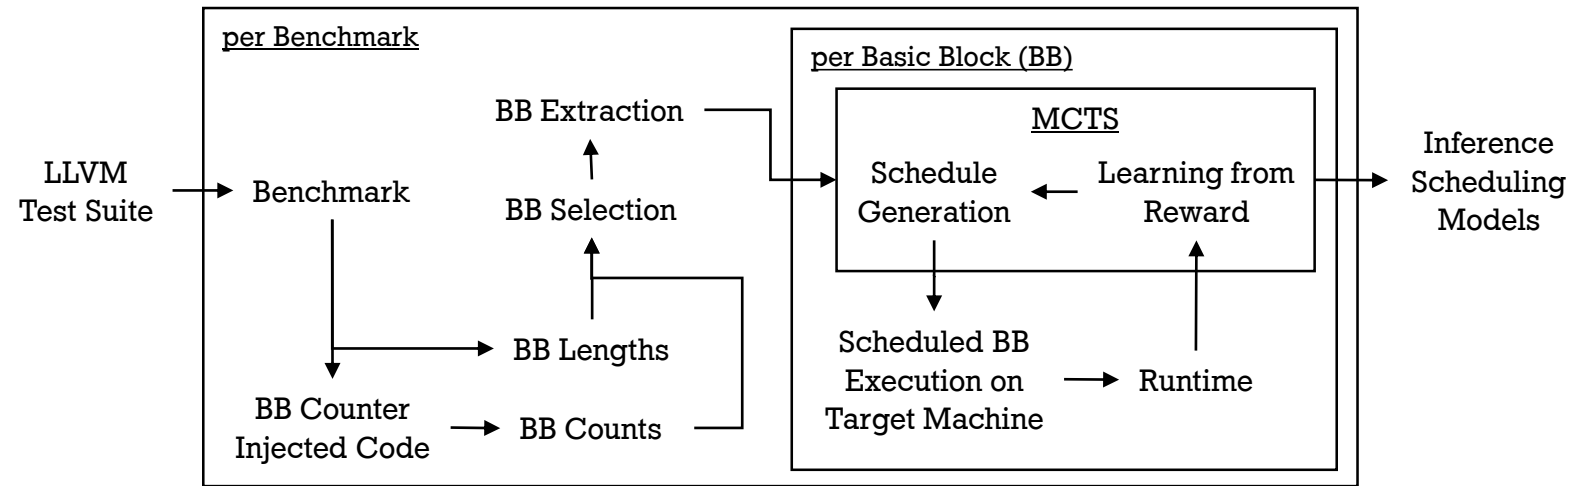 per Benchmark
per Basic Block (BB)
BB Extraction
MCTS
LLVM
Test Suite
Benchmark
BB Selection
Schedule
Generation
Learning from
Reward
Inference
Scheduling
Models
BB Lengths
BB Counter
Injected Code
BB Counts
Scheduled BB
Execution on
Target Machine
Runtime